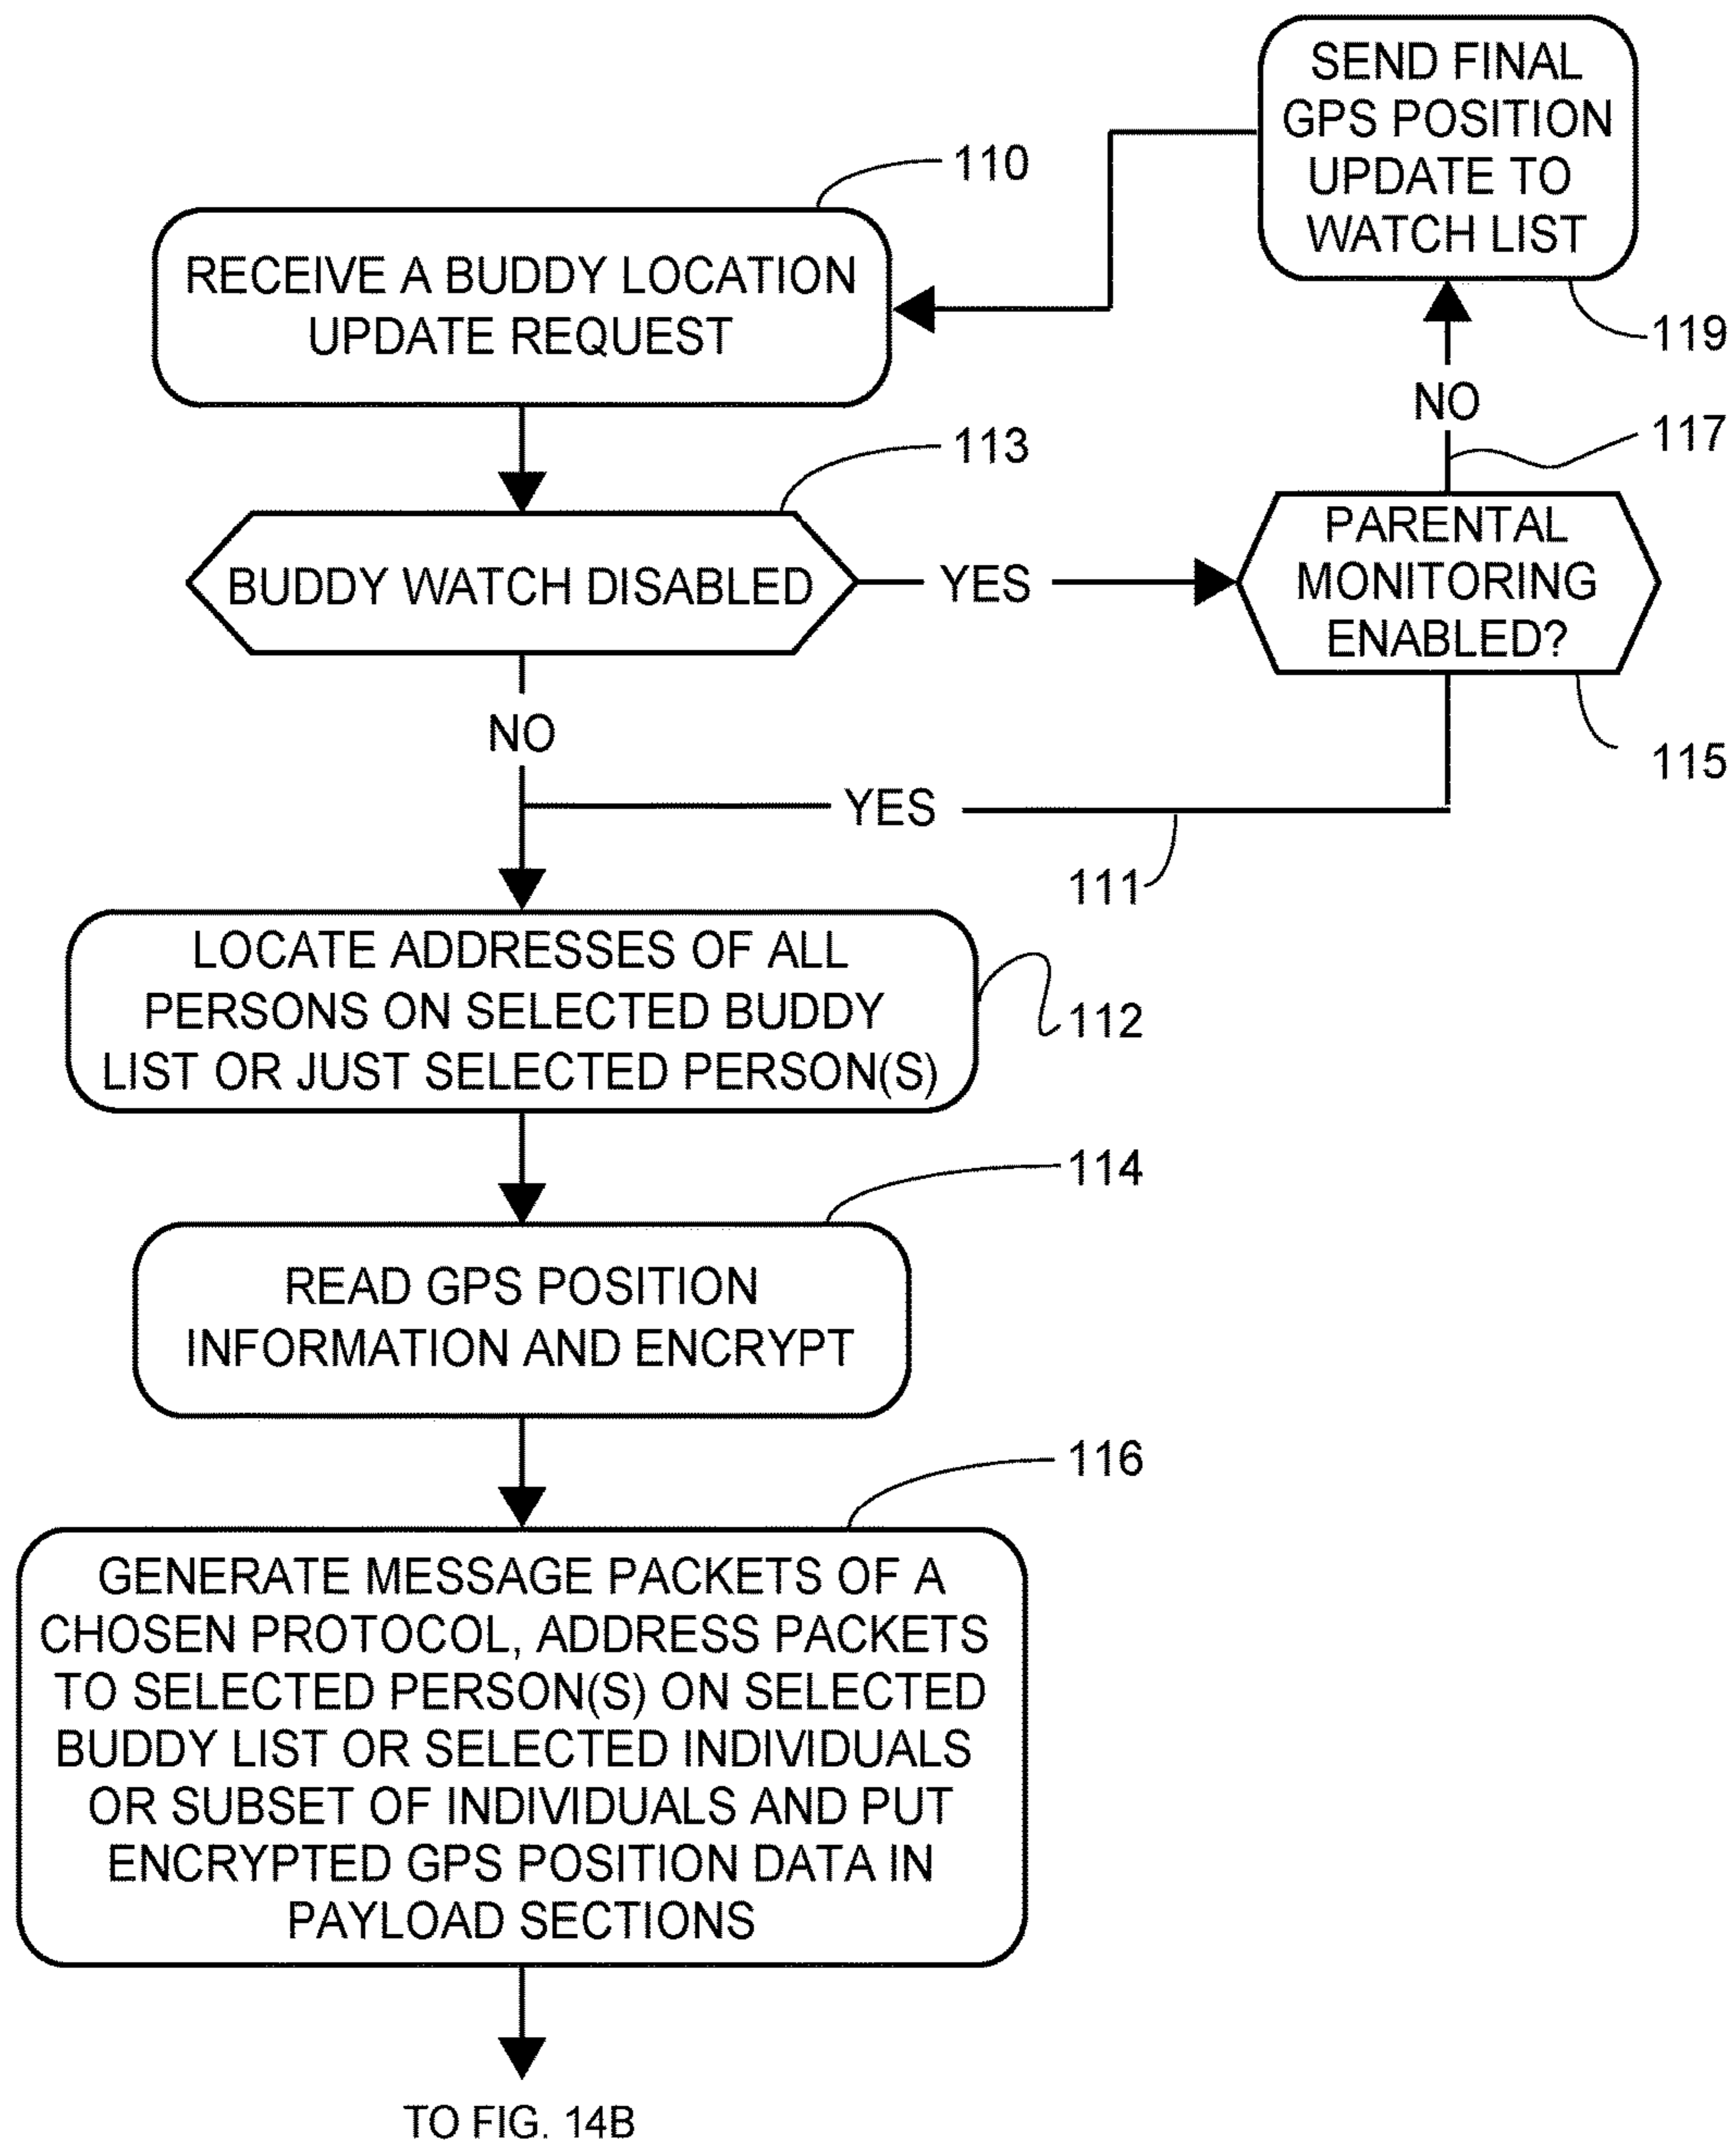 SEND FINAL
GPS POSITION
UPDATE TO
WATCH LIST
119
110
RECEIVE A BUDDY LOCATION
UPDATE REQUEST
NO
117
113
BUDDY WATCH DISABLED
YES
PARENTAL
MONITORING
ENABLED?
115
NO
YES
111
LOCATE ADDRESSES OF ALL
PERSONS ON SELECTED BUDDY
LIST OR JUST SELECTED PERSON(S)
112
114
READ GPS POSITION
INFORMATION AND ENCRYPT
116
GENERATE MESSAGE PACKETS OF A
CHOSEN PROTOCOL, ADDRESS PACKETS
TO SELECTED PERSON(S) ON SELECTED
BUDDY LIST OR SELECTED INDIVIDUALS
OR SUBSET OF INDIVIDUALS AND PUT
ENCRYPTED GPS POSITION DATA IN
PAYLOAD SECTIONS
TO FIG. 14B